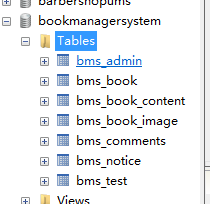 barbershopums
bookmanagersystem
Tables
bms_admin
bms_book
bms_book_content
bms_book_image
bms_comments
bms_notice
bms_test
Views